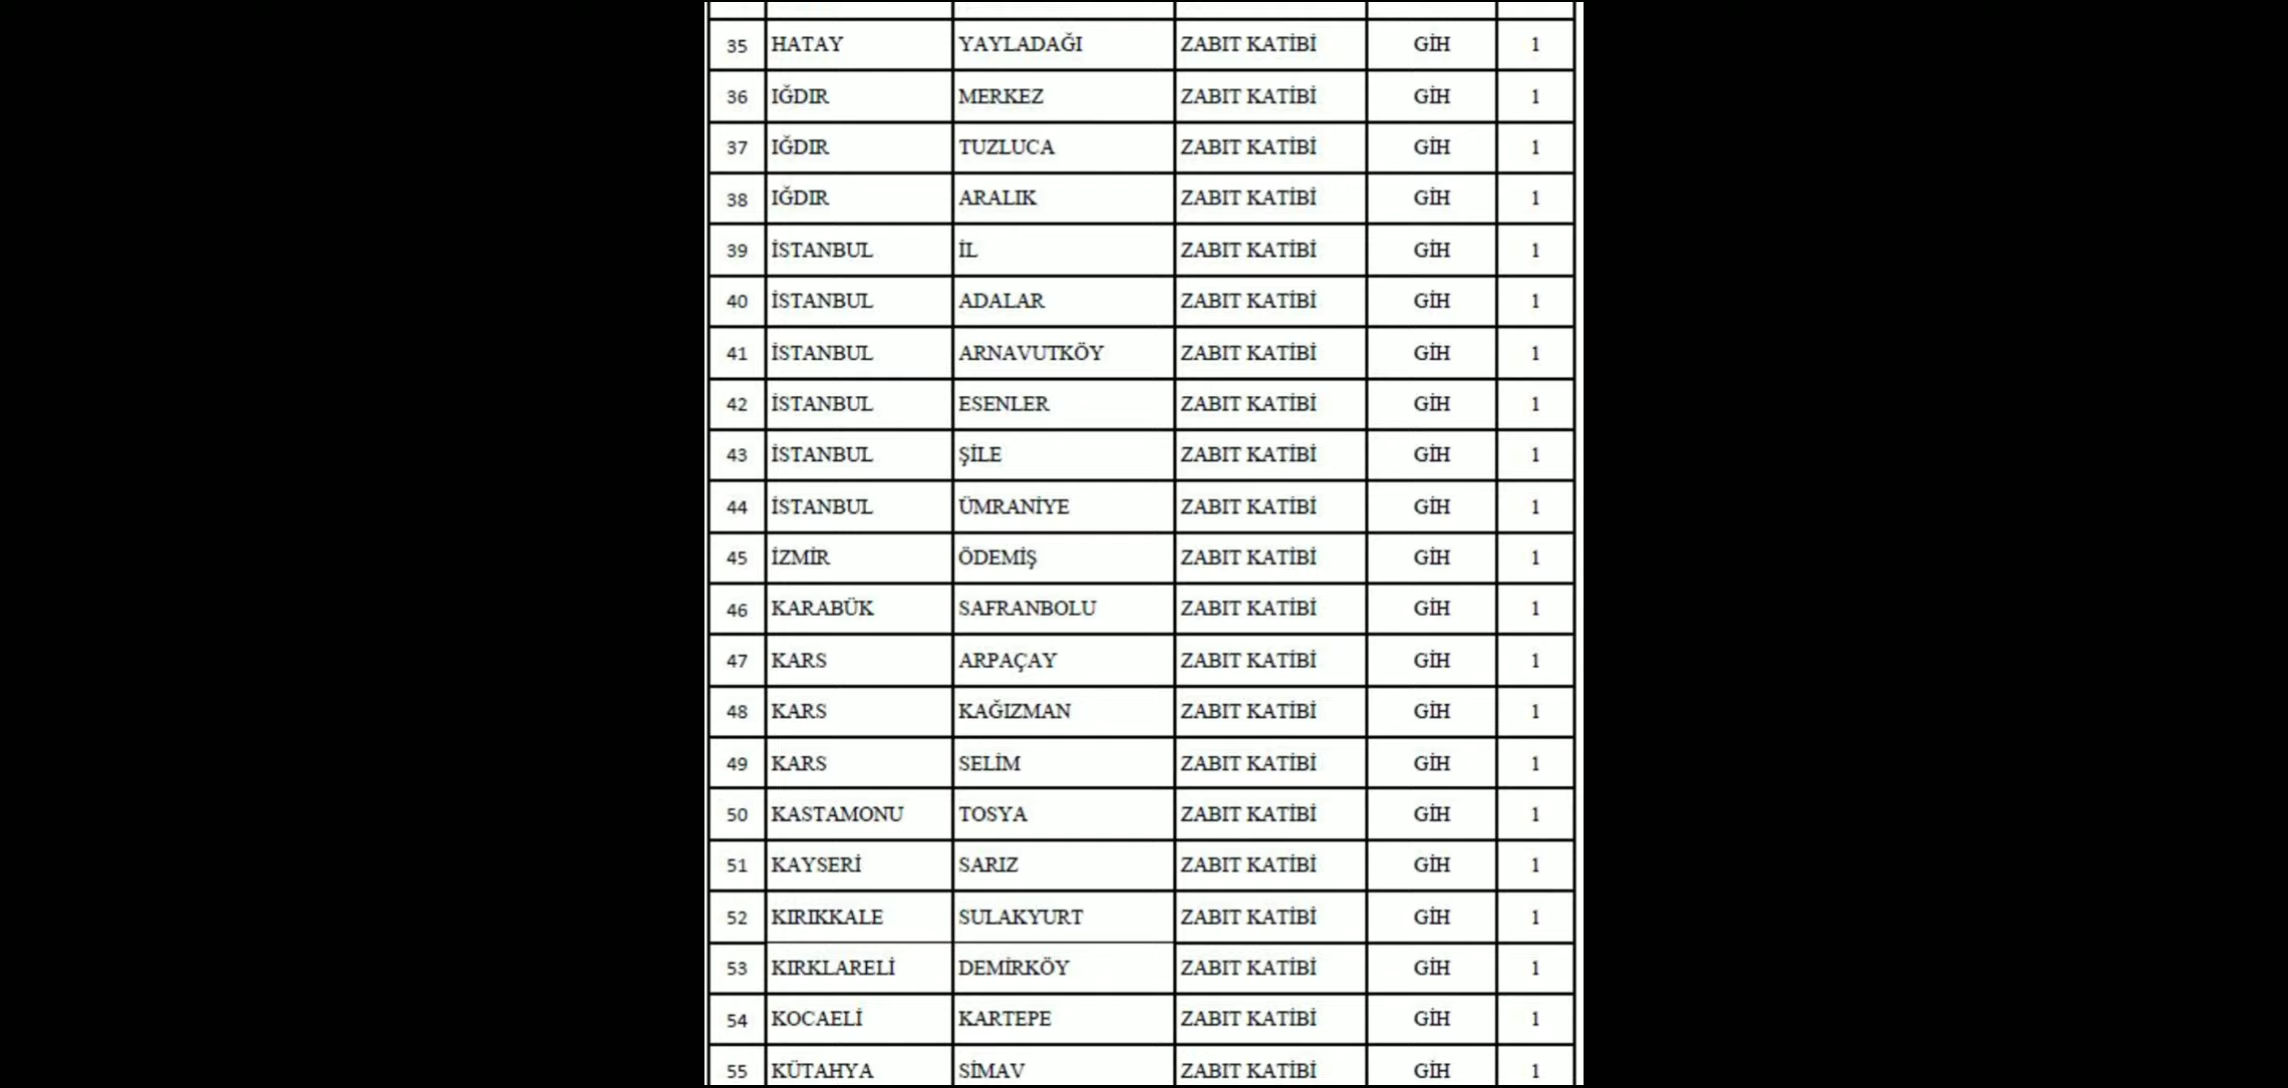 35 HATAY YAYLADAĞI ZABIT KATİBİ GİH 1
36 IĞDIR MERKEZ ZABIT KATİBİ GİH 1
37 IĞDIR TUZLUCA ZABIT KATİBİ GİH 1
38 IĞDIR ARALIK ZABIT KATİBİ GİH 1
39 İSTANBUL İL ZABIT KATİBİ GİH 1
40 İSTANBUL ADALAR ZABIT KATİBİ GİH 1
41 İSTANBUL ARNAVUTKÖY ZABIT KATİBİ GİH 1
42 İSTANBUL ESENLER ZABIT KATİBİ GİH 1
43 İSTANBUL ŞİLE ZABIT KATİBİ GİH 1
44 İSTANBUL ÜMRANİYE ZABIT KATİBİ GİH 1
45 İZMİR ÖDEMİŞ ZABIT KATİBİ GİH 1
46 KARABÜK SAFRANBOLU ZABIT KATİBİ GİH 1
47 KARS ARPAÇAY ZABIT KATİBİ GİH 1
48 KARS KAĞIZMAN ZABIT KATİBİ GİH 1
49 KARS SELİM ZABIT KATİBİ GİH 1
50 KASTAMONU TOSYA ZABIT KATİBİ GİH 1
51 KAYSERİ SARIZ ZABIT KATİBİ GİH 1
52 KIRIKKALE SULAKYURT ZABIT KATİBİ GİH 1
53 KIRKLARELİ DEMİRKÖY ZABIT KATİBİ GİH 1
54 KOCAELİ KARTEPE ZABIT KATİBİ GİH 1
55 KÜTAHYA SİMAV ZABIT KATİBİ GİH 1